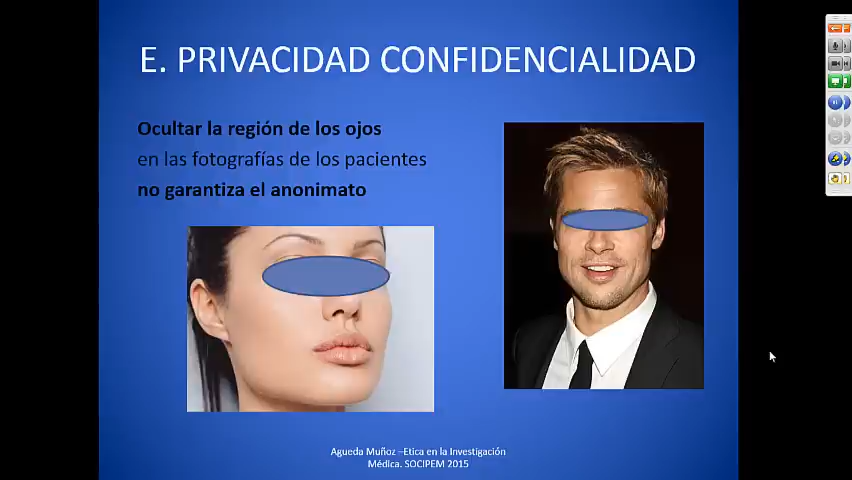 E. PRIVACIDAD CONFIDENCIALIDAD
Ocultar la región de los ojos
en las fotografías de los pacientes
no garantiza el anonimato
Agueda Muñoz –Etica en la Investigación
Médica. SOCIPEM 2015